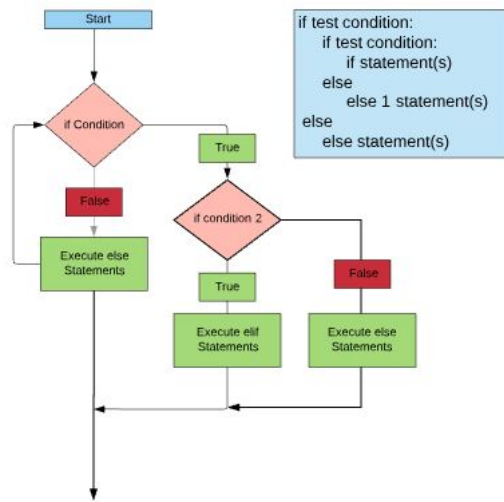 Start
if test condition:
if test condition:
if statement(s)
else
else 1 statement(s)
else
else statement(s)
if Condition
True
False
if condition 2
Execute else
Statements
True
False
Execute elif
Statements
Execute else
Statements